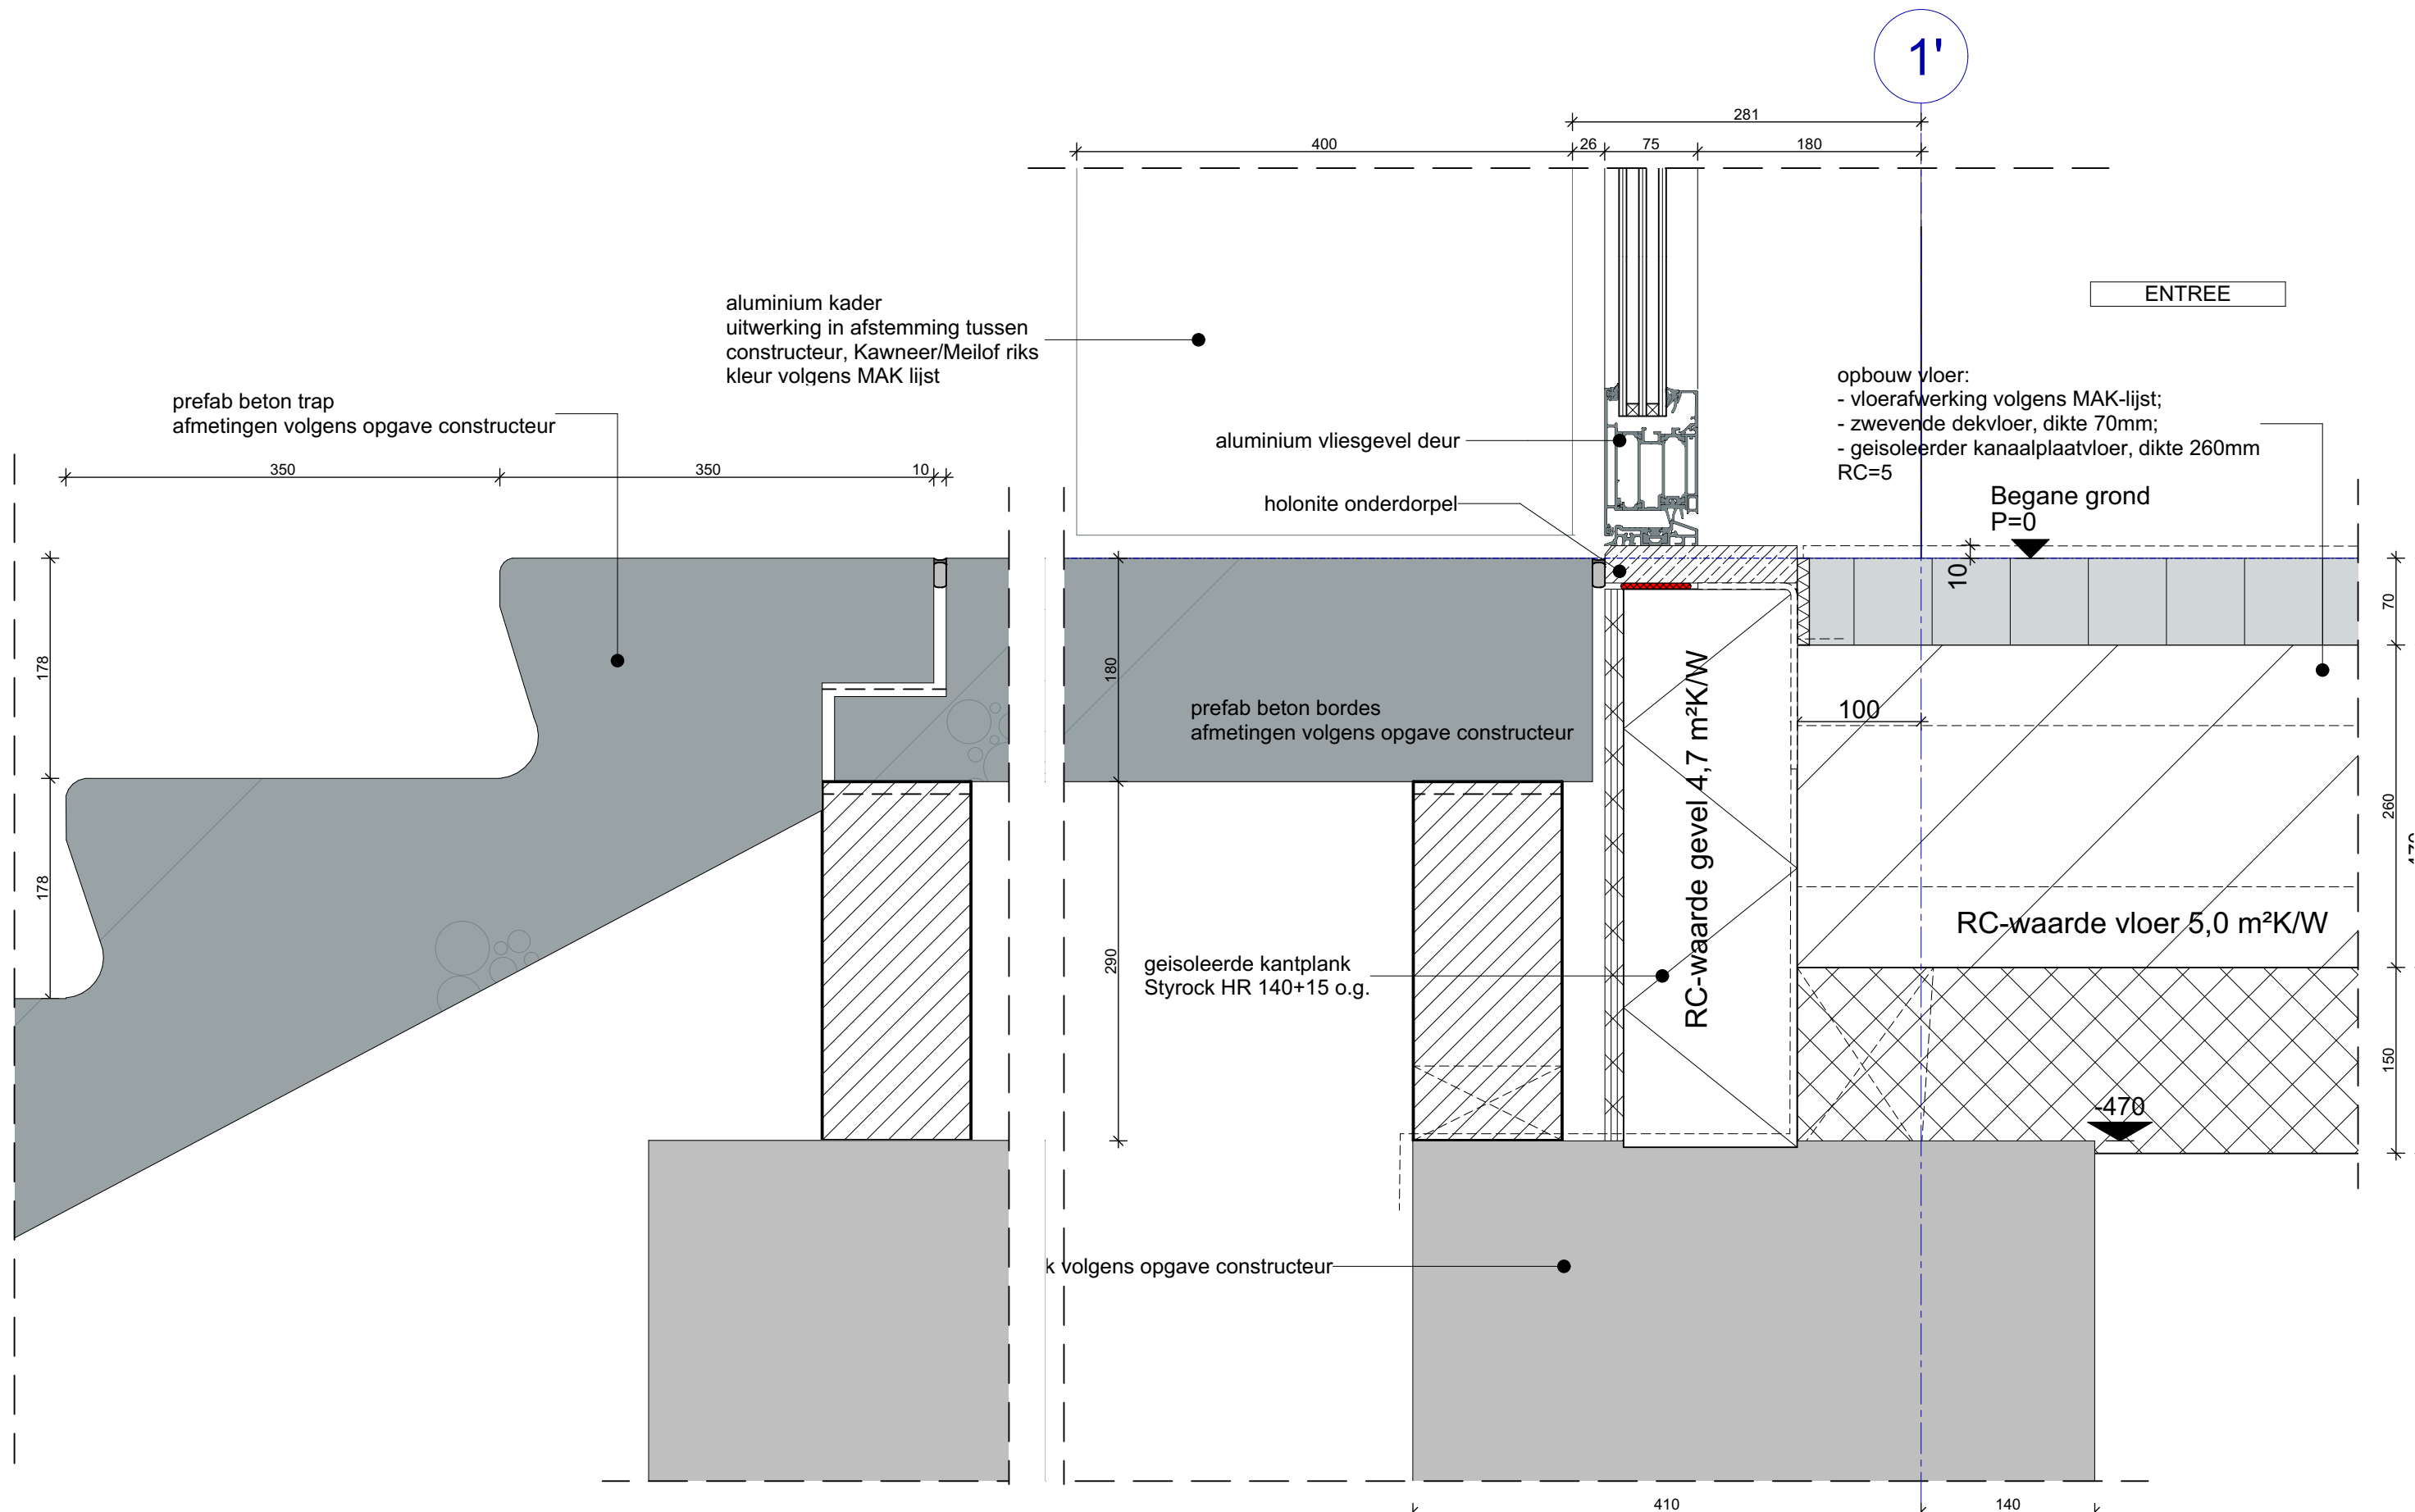 1'
281
400
26
75
180
ENTREE
aluminium kader
uitwerking in afstemming tussen
constructeur, Kawneer/Meilof riks
kleur volgens MAK lijst
opbouw vloer:
- vloerafwerking volgens MAK-lijst;
- zwevende dekvloer, dikte 70mm;
- geisoleerder kanaalplaatvloer, dikte 260mm
RC=5
prefab beton trap
afmetingen volgens opgave constructeur
aluminium vliesgevel deur
350
350
10
holonite onderdorpel
Begane grond
P=0
10
70
178
180
prefab beton bordes
afmetingen volgens opgave constructeur
100
RC-waarde gevel 4,7 m²K/W
260
178
RC-waarde vloer 5,0 m²K/W
290
geisoleerde kantplank
Styrock HR 140+15 o.g.
150
-470
k volgens opgave constructeur
410
140